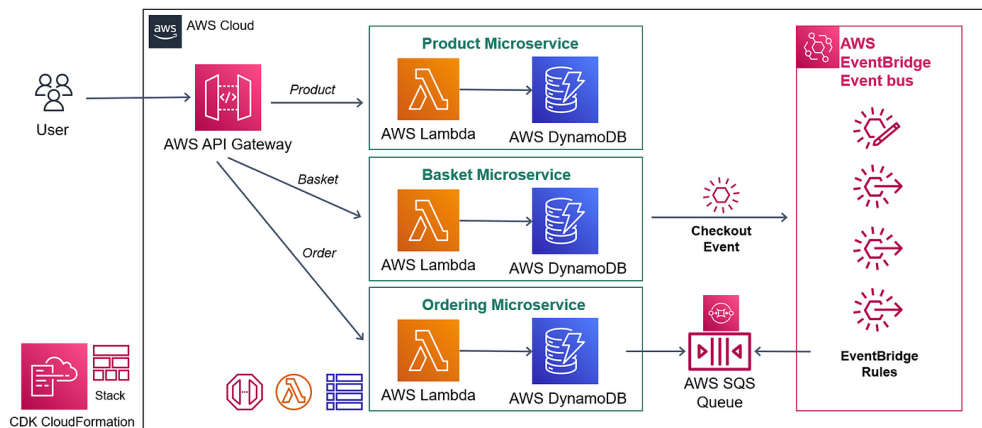 aws
AWS Cloud
User
AWS API Gateway
Product
Basket
Order
Product Microservice
AWS Lambda
AWS DynamoDB
Basket Microservice
AWS Lambda
AWS DynamoDB
Ordering Microservice
AWS Lambda
AWS DynamoDB
Checkout
Event
AWS SQS
Queue
AWS
EventBridge
Event bus
EventBridge
Rules
Stack
CDK CloudFormation